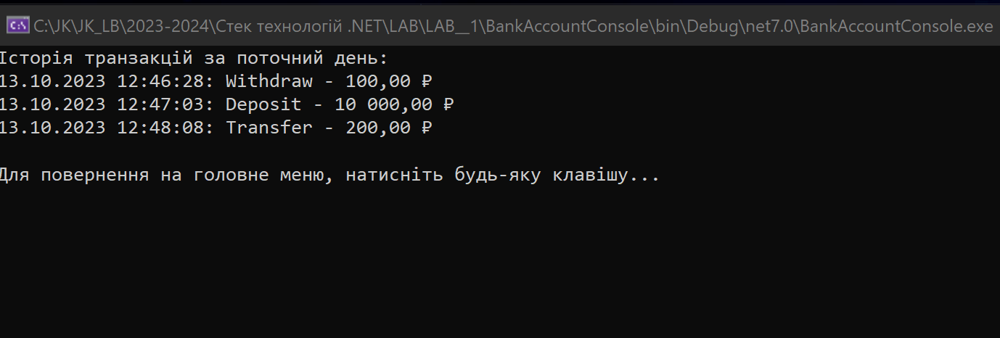 C:\JK\JK_LB\2023-2024\Стек технологій .NET\LAB\LAB__1\BankAccountConsole\bin\Debug\net7.0\BankAccountConsole.exe
Історія транзакцій за поточний день:
13.10.2023 12:46:28: Withdraw - 100,00 ₽
13.10.2023 12:47:03: Deposit - 10 000,00 ₽
13.10.2023 12:48:08: Transfer - 200,00 ₽
Для повернення на головне меню, натисніть будь-яку клавішу...